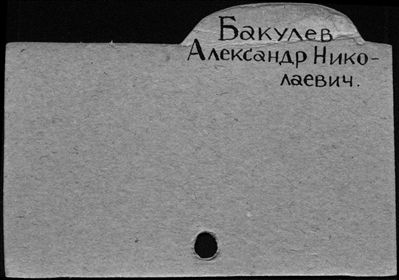 Бакулев
Александр Нико-
лаевич.